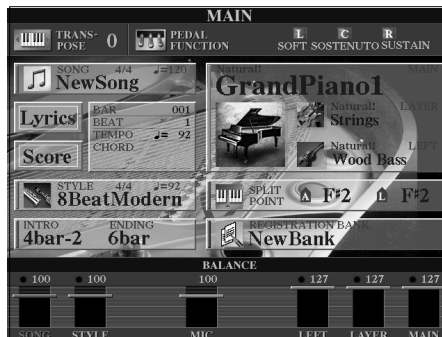 MAIN
TRANS-
POSE 0
PEDAL
FUNCTION
L C R
SOFT SOSTENUTO SUSTAIN
SONG 4/4 ♩=120
NewSong
Lyrics
Score
BAR 001
BEAT 1
TEMPO ♩= 92
CHORD
STYLE 4/4 ♩=92
8BeatModern
INTRO ENDING
4bar-2 6bar
Natural! MAIN
GrandPiano1
Natural! LAYER
Strings
Natural! LEFT
Wood Bass
SPLIT
POINT A F♯2 L F♯2
REGISTRATION BANK
NewBank
BALANCE
100 100 100 127 127 127
SONG STYLE MIC LEFT LAYER MAIN